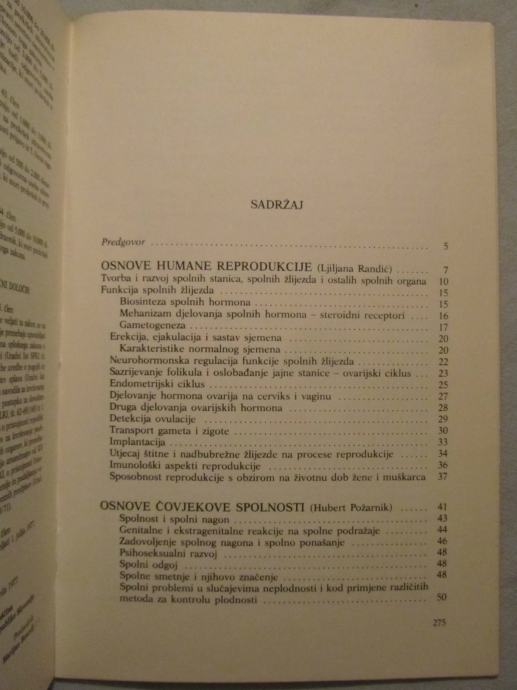 SADRŽAJ
Predgovor ..... 5
OSNOVE HUMANE REPRODUKCIJE (Ljiljana Randić) ..... 7
Tvorba i razvoj spolnih stanica, spolnih žlijezda i ostalih spolnih organa 10
Funkcija spolnih žlijezda ..... 15
Biosinteza spolnih hormona ..... 15
Mehanizam djelovanja spolnih hormona – steroidni receptori ..... 16
Gametogeneza ..... 17
Erekcija, ejakulacija i sastav sjemena ..... 20
Karakteristike normalnog sjemena ..... 20
Neurohormonska regulacija funkcije spolnih žlijezda ..... 22
Sazrijevanje folikula i oslobađanje jajne stanice – ovarijski ciklus ... 23
Endometrijski ciklus ..... 25
Djelovanje hormona ovarija na cerviks i vaginu ..... 27
Druga djelovanja ovarijskih hormona ..... 28
Detekcija ovulacije ..... 29
Transport gameta i zigote ..... 30
Implantacija ..... 33
Utjecaj štitne i nadbubrežne žlijezde na procese reprodukcije ..... 34
Imunološki aspekti reprodukcije ..... 36
Sposobnost reprodukcije s obzirom na životnu dob žene i muškarca 37
OSNOVE ČOVJEKOVE SPOLNOSTI (Hubert Požarnik) ..... 41
Spolnost i spolni nagon ..... 43
Genitalne i ekstragenitalne reakcije na spolne podražaje ..... 44
Zadovoljenje spolnog nagona i spolno ponašanje ..... 46
Psihoseksualni razvoj ..... 48
Spolni odgoj ..... 48
Spolne smetnje i njihovo značenje ..... 48
Spolni problemi u slučajevima neplodnosti i kod primjene različitih
metoda za kontrolu plodnosti ..... 50
275